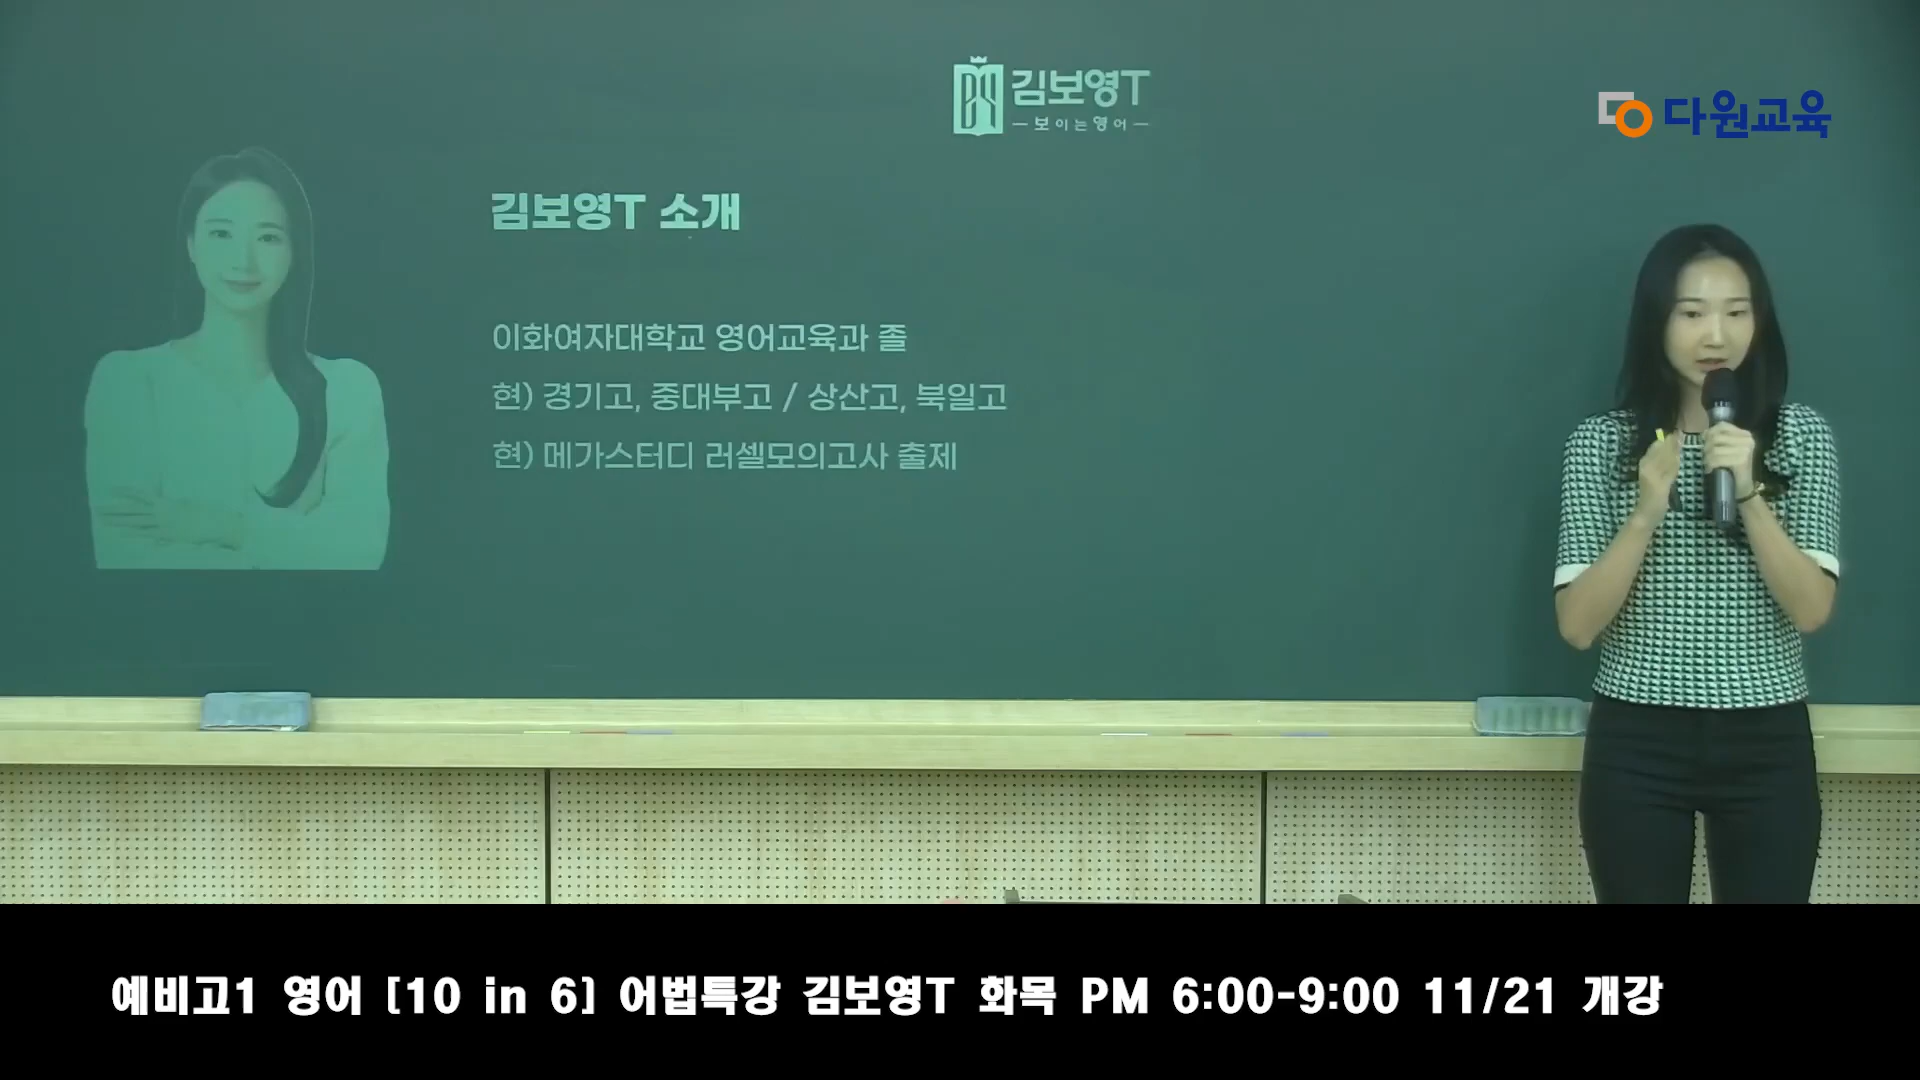 김보영T
보이는영어
다원교육
김보영T 소개
이화여자대학교 영어교육과 졸
현) 경기고, 중대부고 / 상산고, 북일고
현) 메가스터디 러셀모의고사 출제
예비고1 영어 [10 in 6] 어법특강 김보영T 화목 PM 6:00-9:00 11/21 개강